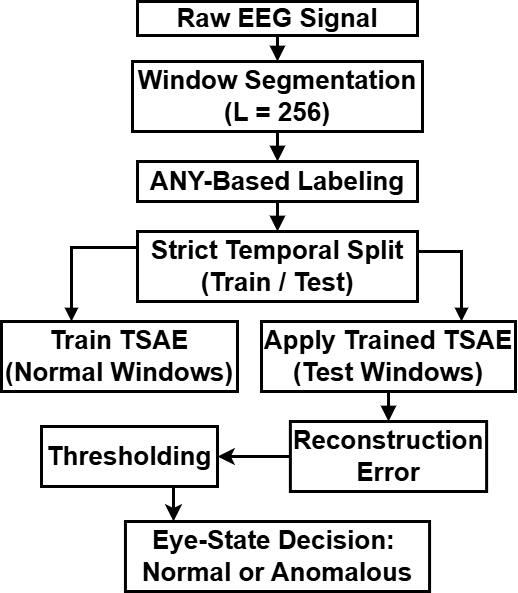 Raw EEG Signal
Window Segmentation
(L = 256)
ANY-Based Labeling
Strict Temporal Split
(Train / Test)
Train TSAE
(Normal Windows)
Apply Trained TSAE
(Test Windows)
Reconstruction
Error
Thresholding
Eye-State Decision:
Normal or Anomalous